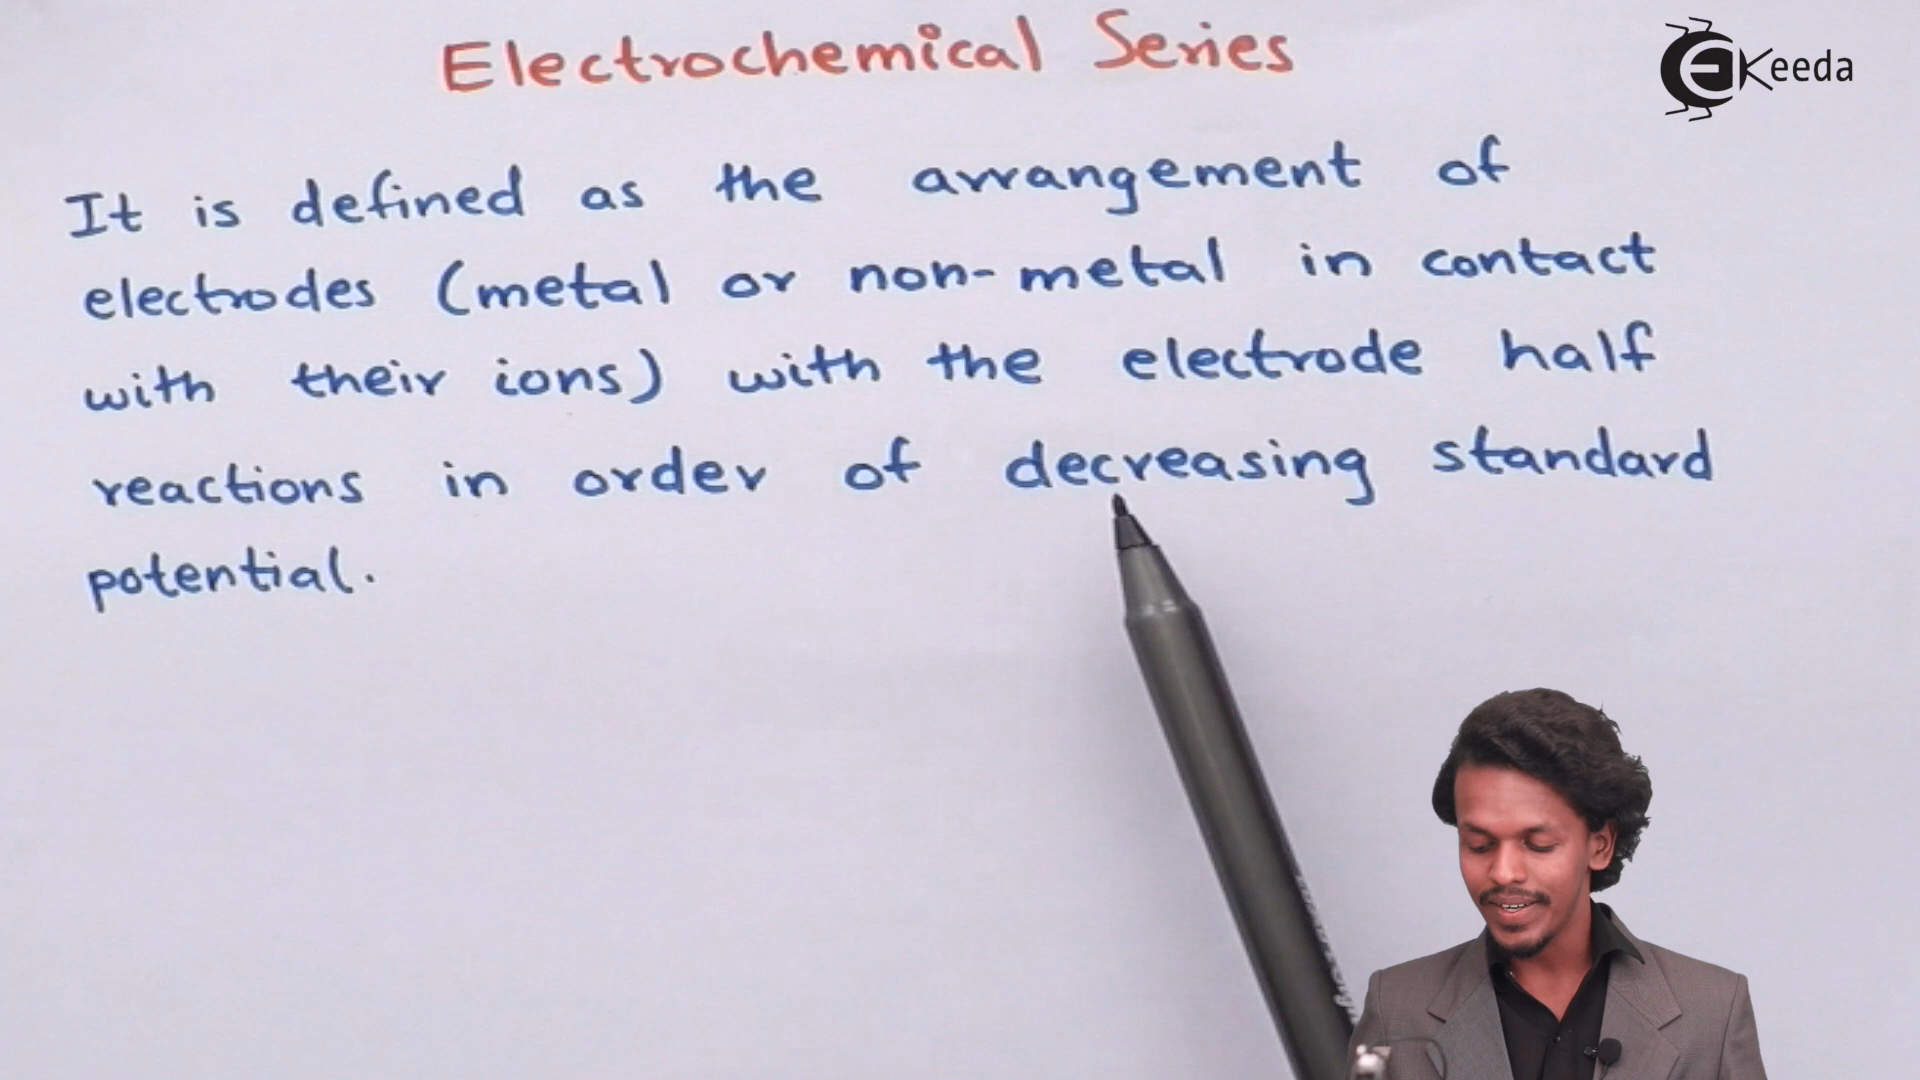 Electrochemical Series
EKeeda
It is defined as the arrangement of
electrodes (metal or non-metal in contact
with their ions) with the electrode half
reactions in order of decreasing standard
potential.